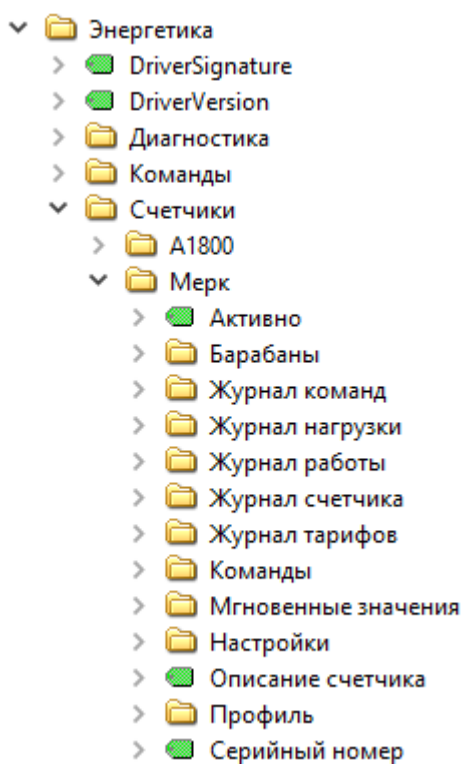 Энергетика
DriverSignature
DriverVersion
Диагностика
Команды
Счетчики
A1800
Мерк
Активно
Барабаны
Журнал команд
Журнал нагрузки
Журнал работы
Журнал счетчика
Журнал тарифов
Команды
Мгновенные значения
Настройки
Описание счетчика
Профиль
Серийный номер